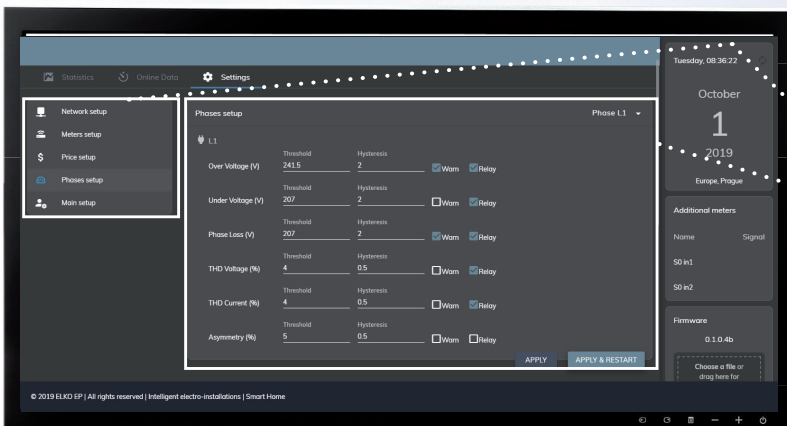 Statistics
Online Data
Settings
Network setup
Meters setup
Price setup
Phases setup
Main setup
Phases setup
Phase L1
L1
Threshold Hysteresis
Over Voltage (V) 241.5 2 Warn Relay
Threshold Hysteresis
Under Voltage (V) 207 2 Warn Relay
Threshold Hysteresis
Phase Loss (V) 207 2 Warn Relay
Threshold Hysteresis
THD Voltage (%) 4 0.5 Warn Relay
Threshold Hysteresis
THD Current (%) 4 0.5 Warn Relay
Threshold Hysteresis
Asymmetry (%) 5 0.5 Warn Relay
APPLY APPLY & RESTART
Tuesday, 08:36:22
October
1
2019
Europe, Prague
Additional meters
Name Signal
S0 in1
S0 in2
Firmware
0.1.0.4b
Choose a file or
drag here for
© 2019 ELKO EP | All rights reserved | Intelligent electro-installations | Smart Home